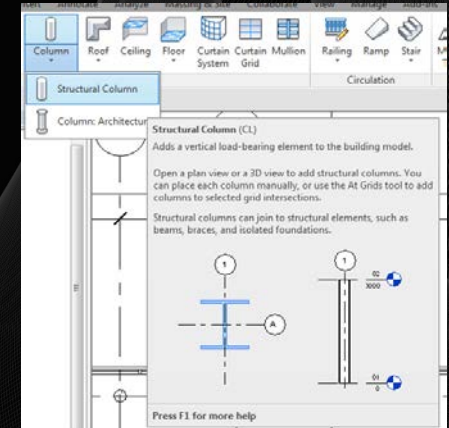 Annotate Analyze Massing & Site Collaborate View Manage Add-Ins
Column Roof Ceiling Floor Curtain System Curtain Grid Mullion Railing Ramp Stair
Circulation
Structural Column
Column: Architectur
Structural Column (CL)
Adds a vertical load-bearing element to the building model.
Open a plan view or a 3D view to add structural columns. You
can place each column manually, or use the At Grids tool to add
columns to selected grid intersections.
Structural columns can join to structural elements, such as
beams, braces, and isolated foundations.
1
1
02
3000
A
01
0
Press F1 for more help